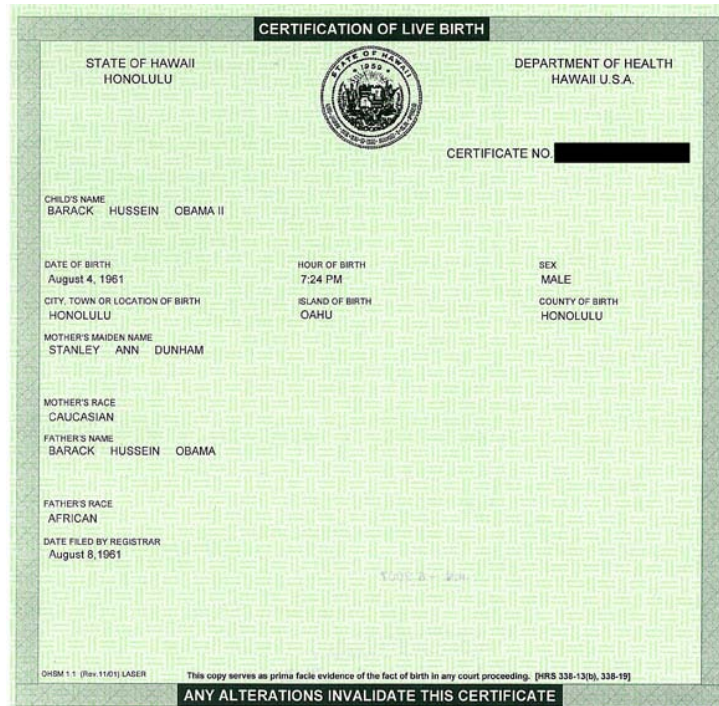 CERTIFICATION OF LIVE BIRTH
STATE OF HAWAII
HONOLULU
STATE OF HAWAII
1959
DEPARTMENT OF HEALTH
HAWAII U.S.A.
CERTIFICATE NO.
CHILD'S NAME
BARACK HUSSEIN OBAMA II
DATE OF BIRTH
August 4, 1961
HOUR OF BIRTH
7:24 PM
SEX
MALE
CITY, TOWN OR LOCATION OF BIRTH
HONOLULU
ISLAND OF BIRTH
OAHU
COUNTY OF BIRTH
HONOLULU
MOTHER'S MAIDEN NAME
STANLEY ANN DUNHAM
MOTHER'S RACE
CAUCASIAN
FATHER'S NAME
BARACK HUSSEIN OBAMA
FATHER'S RACE
AFRICAN
DATE FILED BY REGISTRAR
August 8,1961
OHSM 1.1 (Rev.11/01) LASER
This copy serves as prima facie evidence of the fact of birth in any court proceeding. [HRS 338-13(b), 338-19]
ANY ALTERATIONS INVALIDATE THIS CERTIFICATE